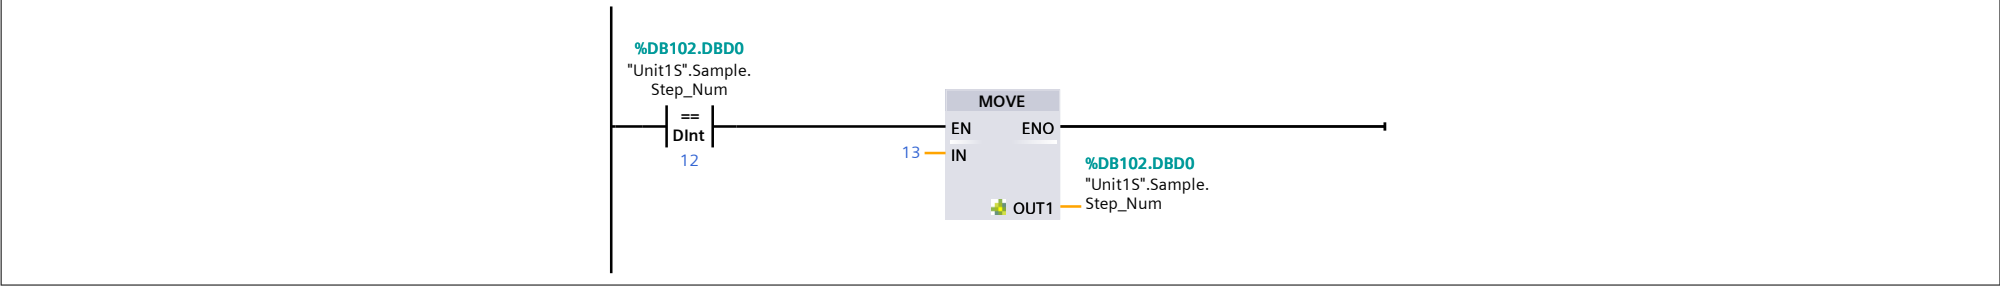 %DB102.DBD0
"Unit1S".Sample.
Step_Num
==
DInt
12
MOVE
EN ENO
13 IN
%DB102.DBD0
"Unit1S".Sample.
Step_Num
OUT1